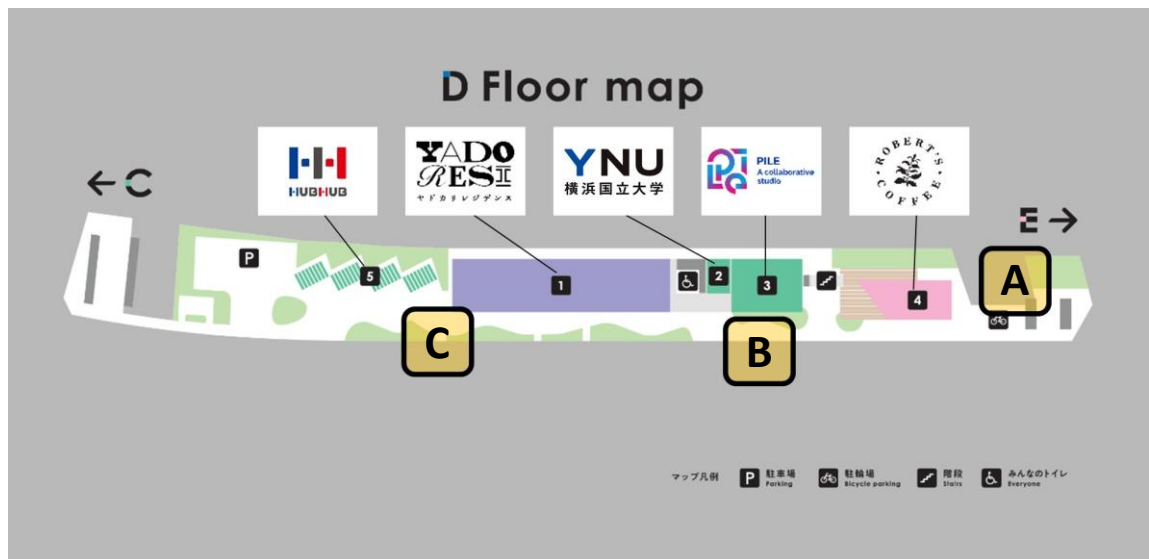 D Floor map
HUBHUB
YADO
RESI
ヤドカリレジデンス
YNU
横浜国立大学
PILE
A collaborative
studio
ROBERT'S
COFFEE
← C
E →
P
5
1
2
3
4
A
B
C
マップ凡例
P 駐車場
Parking
駐輪場
Bicycle parking
階段
Stairs
みんなのトイレ
Everyone